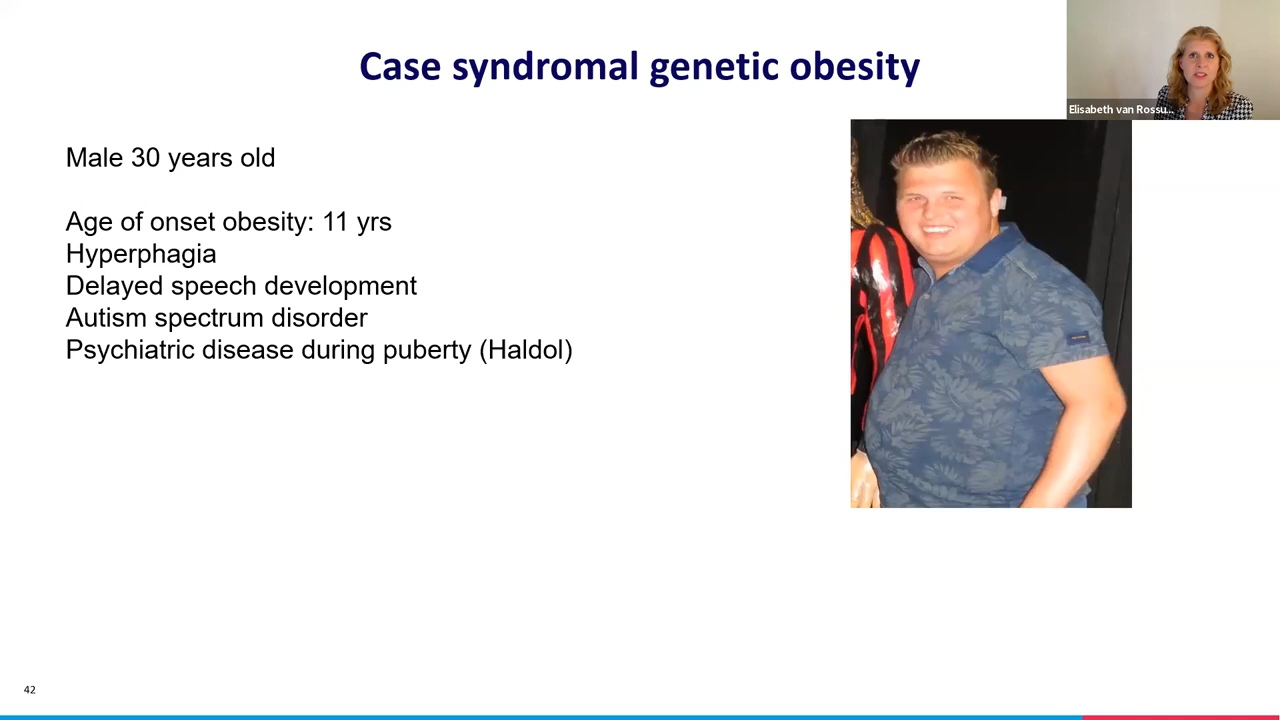 Case syndromal genetic obesity
Elisabeth van Rossu...
Male 30 years old
Age of onset obesity: 11 yrs
Hyperphagia
Delayed speech development
Autism spectrum disorder
Psychiatric disease during puberty (Haldol)
42